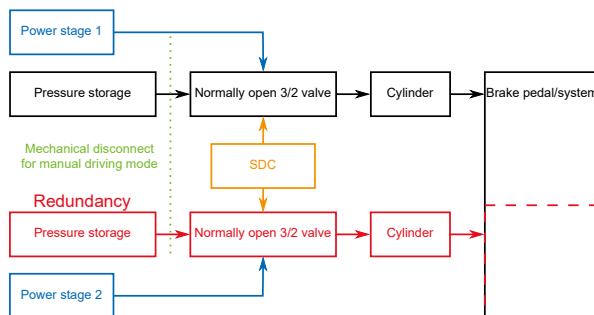 Power stage 1
Pressure storage
Normally open 3/2 valve
Cylinder
Brake pedal/system
Mechanical disconnect
for manual driving mode
SDC
Redundancy
Pressure storage
Normally open 3/2 valve
Cylinder
Power stage 2